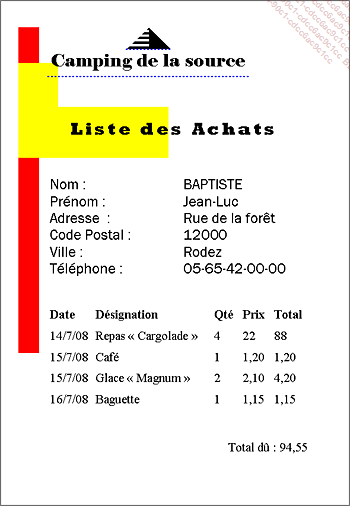 Camping de la source
Liste des Achats
Nom : BAPTISTE
Prénom : Jean-Luc
Adresse : Rue de la forêt
Code Postal : 12000
Ville : Rodez
Téléphone : 05-65-42-00-00
Date Désignation Qté Prix Total
14/7/08 Repas « Cargolade » 4 22 88
15/7/08 Café 1 1,20 1,20
15/7/08 Glace « Magnum » 2 2,10 4,20
16/7/08 Baguette 1 1,15 1,15
Total dû : 94,55